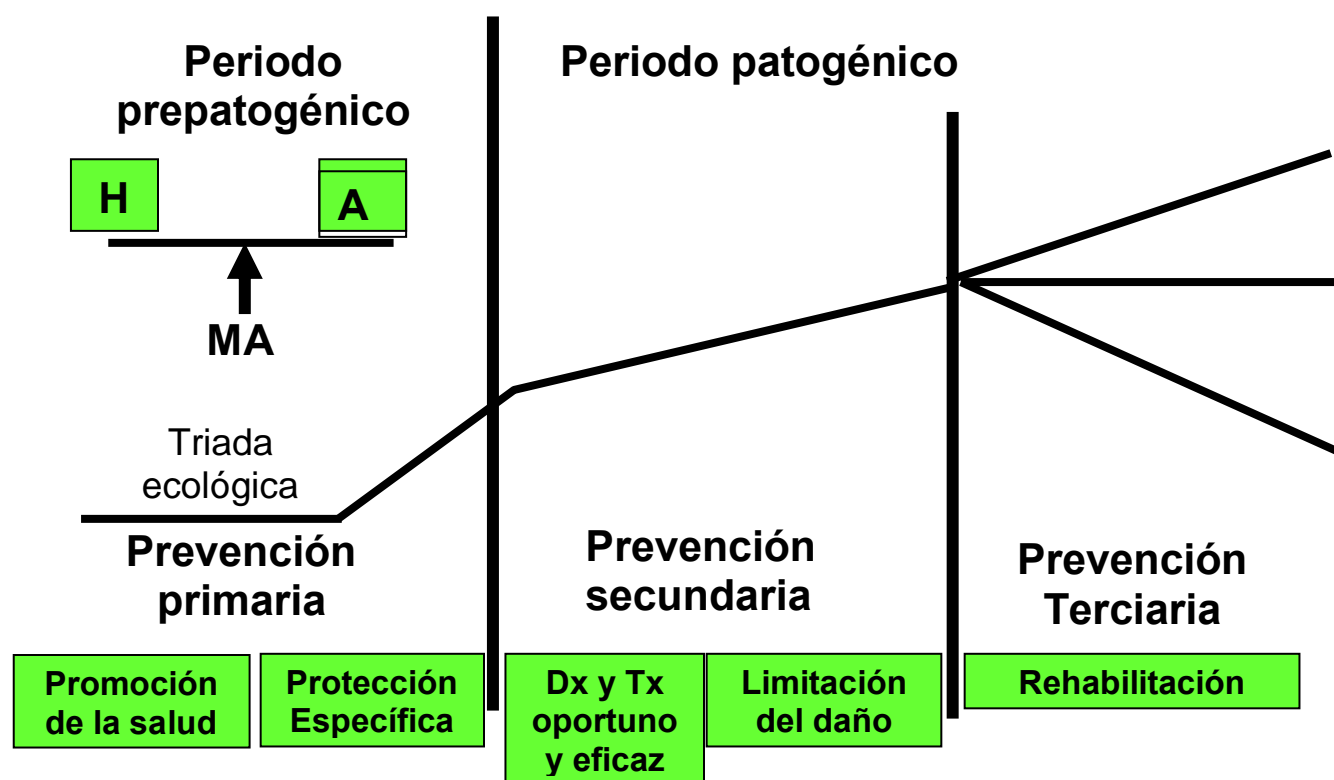 Periodo
prepatogénico
Periodo patogénico
H
A
MA
Triada
ecológica
Prevención
primaria
Prevención
secundaria
Prevención
Terciaria
Promoción
de la salud
Protección
Específica
Dx y Tx
oportuno
y eficaz
Limitación
del daño
Rehabilitación